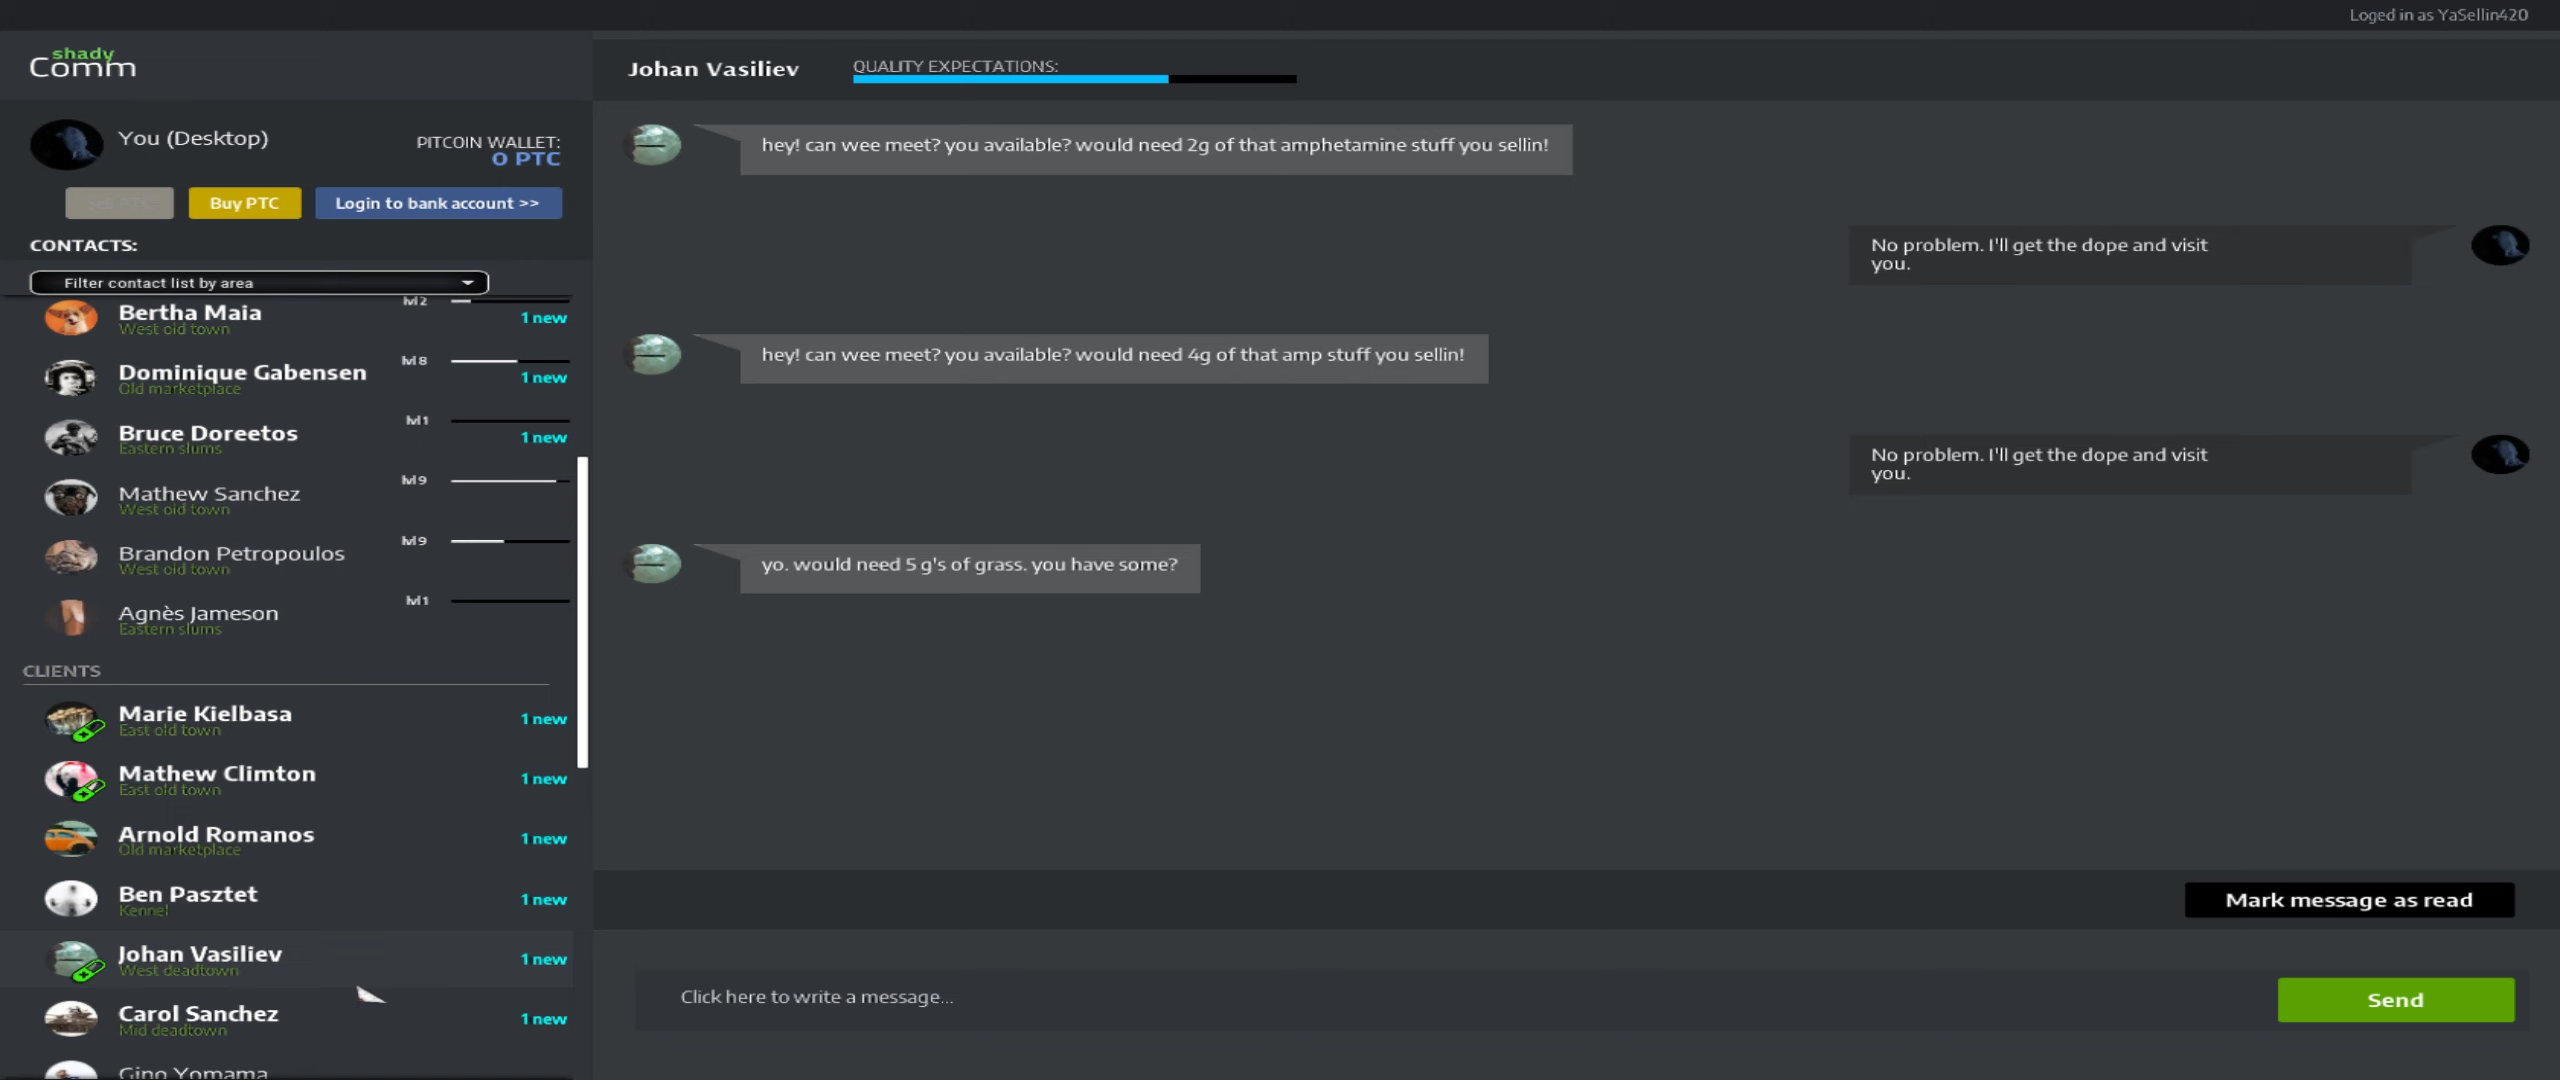 Loged in as YaSellin420
shady
Comm
You (Desktop)
PITCOIN WALLET:
0 PTC
Buy PTC
Login to bank account >>
CONTACTS:
Filter contact list by area
Bertha Maia
West old town
lvl2
1 new
Dominique Gabensen
Old marketplace
lvl8
1 new
Bruce Doreetos
Eastern slums
lvl1
1 new
Mathew Sanchez
West old town
lvl9
Brandon Petropoulos
West old town
lvl9
Agnès Jameson
Eastern slums
lvl1
CLIENTS
Marie Kielbasa
East old town
1 new
Mathew Climton
East old town
1 new
Arnold Romanos
Old marketplace
1 new
Ben Pasztet
Kennel
1 new
Johan Vasiliev
West deadtown
1 new
Carol Sanchez
Mid deadtown
1 new
Gino Yomama
Johan Vasiliev
QUALITY EXPECTATIONS:
hey! can wee meet? you available? would need 2g of that amphetamine stuff you sellin!
No problem. I'll get the dope and visit
you.
hey! can wee meet? you available? would need 4g of that amp stuff you sellin!
No problem. I'll get the dope and visit
you.
yo. would need 5 g's of grass. you have some?
Mark message as read
Click here to write a message...
Send